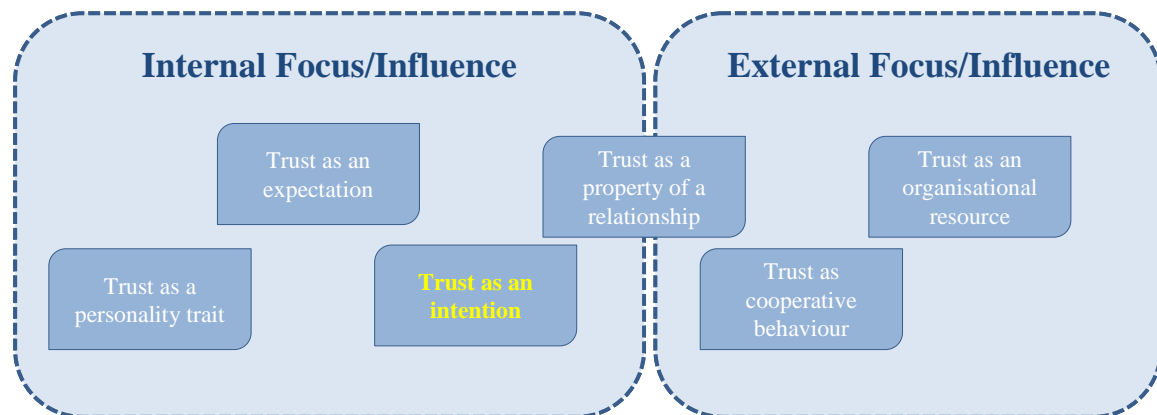 Internal Focus/Influence
External Focus/Influence
Trust as an
expectation
Trust as a
property of a
relationship
Trust as an
organisational
resource
Trust as a
personality trait
Trust as an
intention
Trust as
cooperative
behaviour